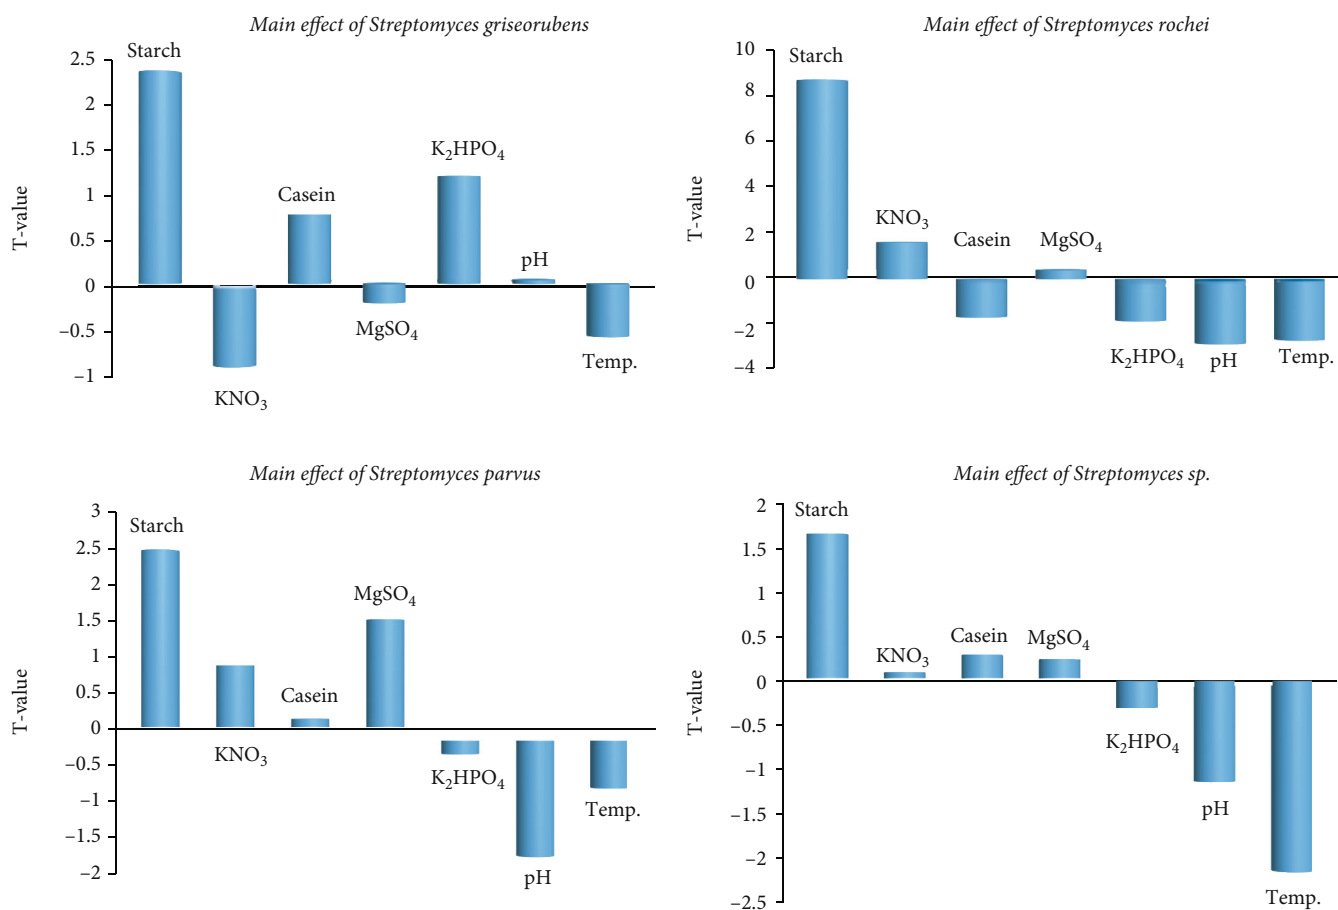 Main effect of Streptomyces griseorubens
2.5
2
1.5
1
0.5
0
–0.5
–1
T-value
Starch
KNO3
Casein
MgSO4
K2HPO4
pH
Temp.
Main effect of Streptomyces rochei
10
8
6
4
2
0
–2
–4
T-value
Starch
KNO3
Casein
MgSO4
K2HPO4
pH
Temp.
Main effect of Streptomyces parvus
3
2.5
2
1.5
1
0.5
0
–0.5
–1
–1.5
–2
T-value
Starch
KNO3
Casein
MgSO4
K2HPO4
pH
Temp.
Main effect of Streptomyces sp.
2
1.5
1
0.5
0
–0.5
–1
–1.5
–2
–2.5
T-value
Starch
KNO3
Casein
MgSO4
K2HPO4
pH
Temp.